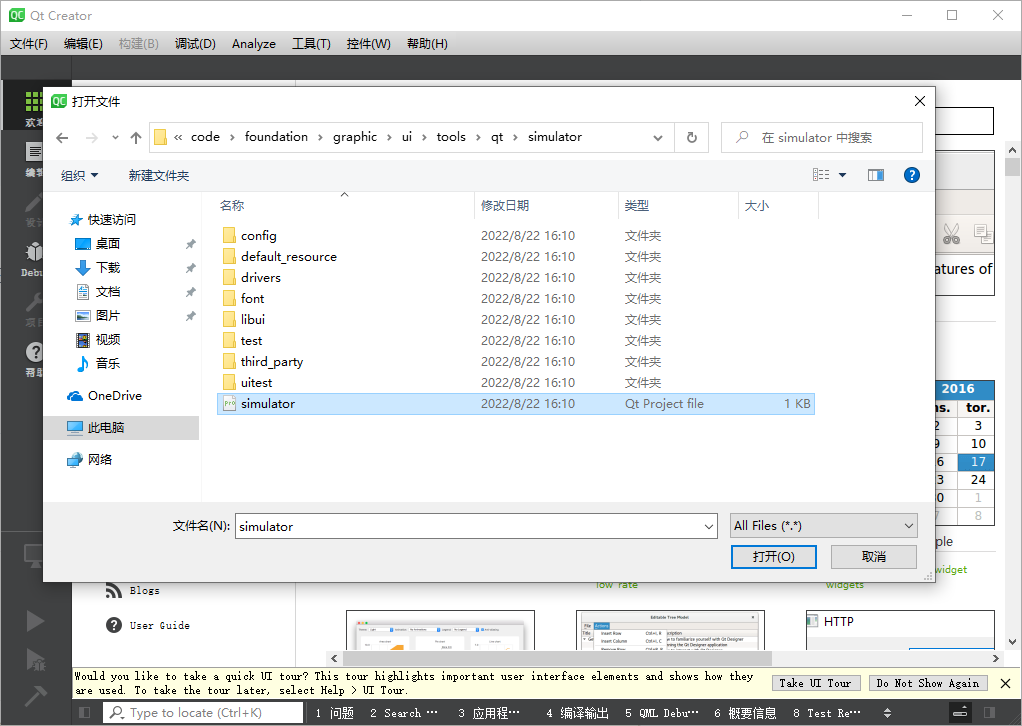 Qt Creator
文件(F) 编辑(E) 构建(B) 调试(D) Analyze 工具(T) 控件(W) 帮助(H)
打开文件
« code › foundation › graphic › ui › tools › qt › simulator
在 simulator 中搜索
组织 新建文件夹
名称 修改日期 类型 大小
快速访问
桌面
下载
文档
图片
视频
音乐
OneDrive
此电脑
网络
config 2022/8/22 16:10 文件夹
default_resource 2022/8/22 16:10 文件夹
drivers 2022/8/22 16:10 文件夹
font 2022/8/22 16:10 文件夹
libui 2022/8/22 16:10 文件夹
test 2022/8/22 16:10 文件夹
third_party 2022/8/22 16:10 文件夹
uitest 2022/8/22 16:10 文件夹
simulator 2022/8/22 16:10 Qt Project file 1 KB
文件名(N): simulator
All Files (*.*)
打开(O) 取消
Debu
atures of
2016
ns. tor.
2 3
9 10
6 17
3 24
0 1
7 8
ple
widget
low rate
widgets
Blogs
User Guide
Editable Tree Model
File Actions
Insert Row Ctrl+I, R
Insert Column Ctrl+I, C
HTTP
Would you like to take a quick UI tour? This tour highlights important user interface elements and shows how they
are used. To take the tour later, select Help > UI Tour.
Take UI Tour Do Not Show Again
Type to locate (Ctrl+K) 1 问题 2 Search ⋯ 3 应用程⋯ 4 编译输出 5 QML Debu⋯ 6 概要信息 8 Test Re⋯